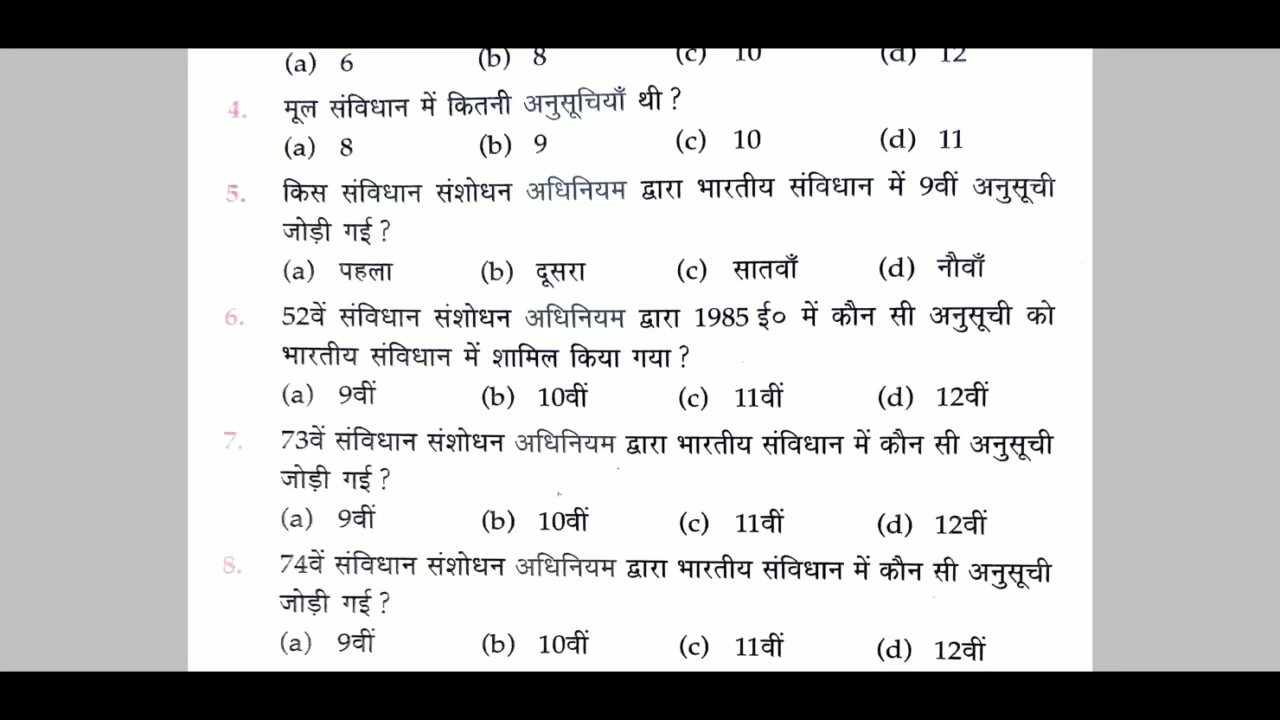 (a) 6 (b) 8 (c) 10 (d) 12
4. मूल संविधान में कितनी अनुसूचियाँ थी ?
(a) 8 (b) 9 (c) 10 (d) 11
5. किस संविधान संशोधन अधिनियम द्वारा भारतीय संविधान में 9वीं अनुसूची
जोड़ी गई ?
(a) पहला (b) दूसरा (c) सातवाँ (d) नौवाँ
6. 52वें संविधान संशोधन अधिनियम द्वारा 1985 ई० में कौन सी अनुसूची को
भारतीय संविधान में शामिल किया गया ?
(a) 9वीं (b) 10वीं (c) 11वीं (d) 12वीं
7. 73वें संविधान संशोधन अधिनियम द्वारा भारतीय संविधान में कौन सी अनुसूची
जोड़ी गई ?
(a) 9वीं (b) 10वीं (c) 11वीं (d) 12वीं
8. 74वें संविधान संशोधन अधिनियम द्वारा भारतीय संविधान में कौन सी अनुसूची
जोड़ी गई ?
(a) 9वीं (b) 10वीं (c) 11वीं (d) 12वीं